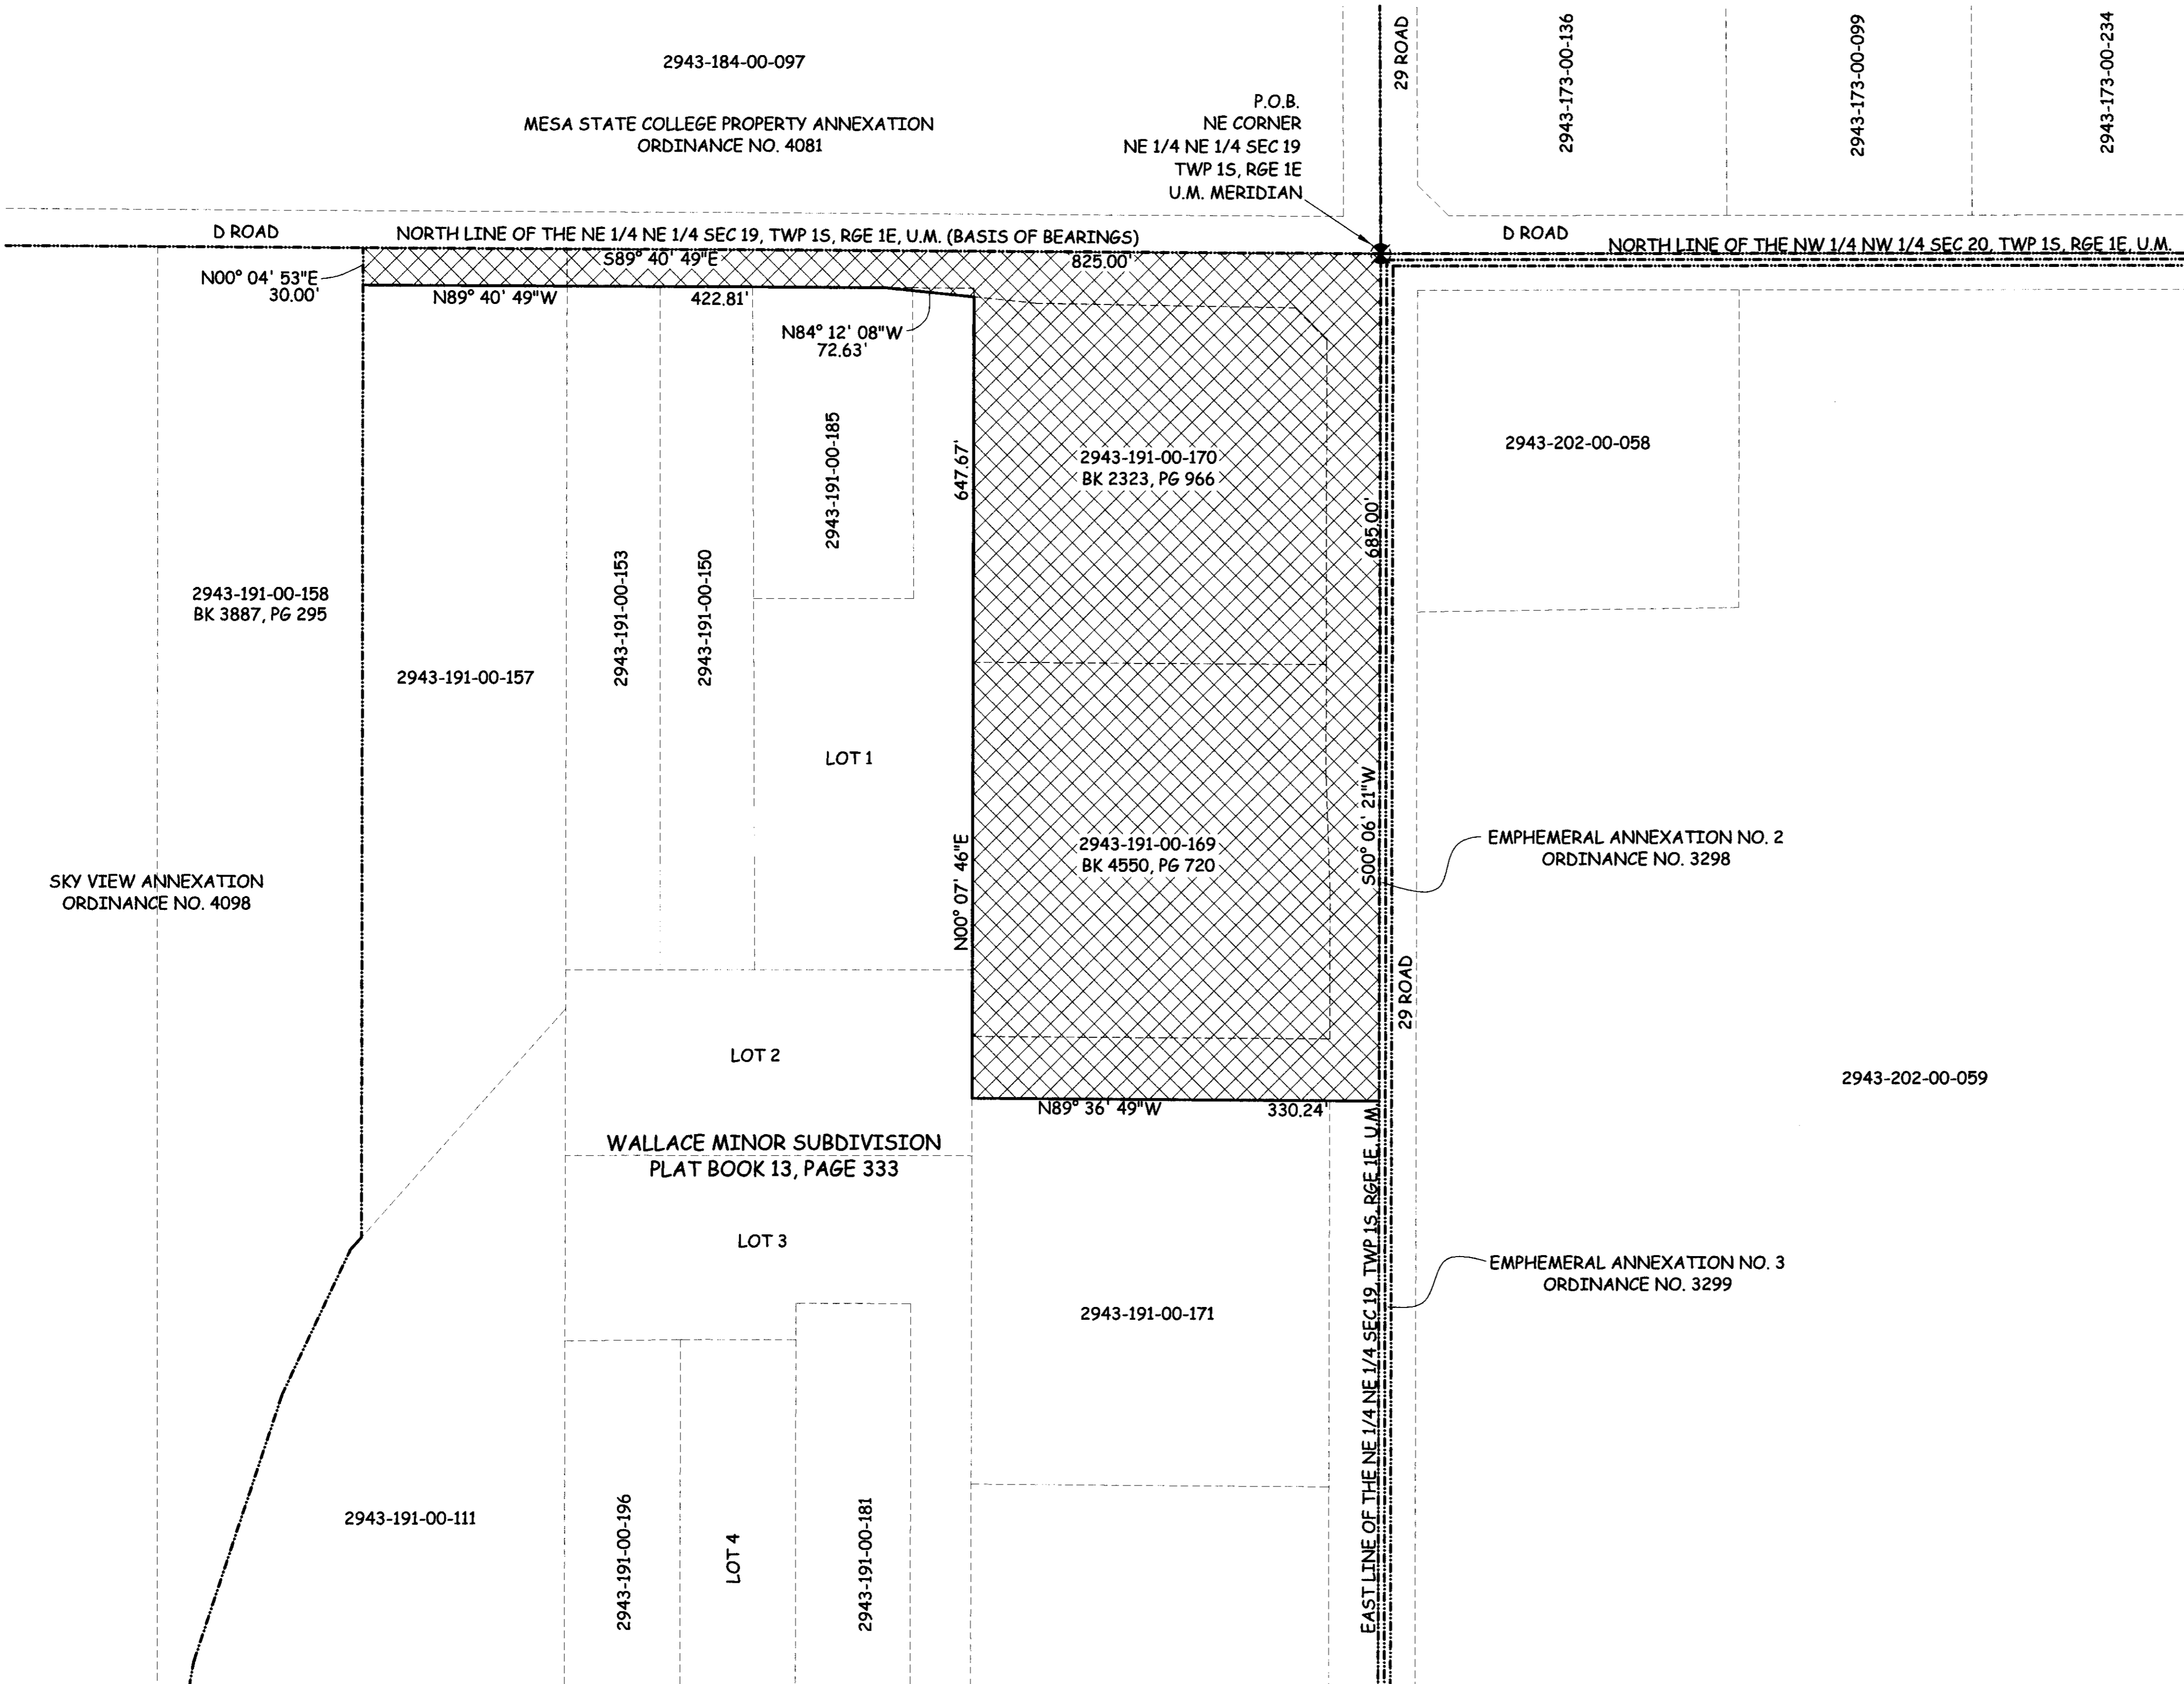 2943-184-00-097
MESA STATE COLLEGE PROPERTY ANNEXATION
ORDINANCE NO. 4081
P.O.B.
NE CORNER
NE 1/4 NE 1/4 SEC 19
TWP 1S, RGE 1E
U.M. MERIDIAN
29 ROAD
2943-173-00-136
2943-173-00-099
2943-173-00-234
D ROAD
NORTH LINE OF THE NE 1/4 NE 1/4 SEC 19, TWP 1S, RGE 1E, U.M. (BASIS OF BEARINGS)
D ROAD
NORTH LINE OF THE NW 1/4 NW 1/4 SEC 20, TWP 1S, RGE 1E, U.M.
S89° 40' 49"E
825.00'
N00° 04' 53"E
30.00'
N89° 40' 49"W
422.81'
N84° 12' 08"W
72.63'
2943-191-00-185
647.67'
2943-191-00-170
BK 2323, PG 966
685.00'
2943-202-00-058
2943-191-00-158
BK 3887, PG 295
2943-191-00-157
2943-191-00-153
2943-191-00-150
LOT 1
N00° 07' 46"E
2943-191-00-169
BK 4550, PG 720
S00° 06' 21"W
EMPHEMERAL ANNEXATION NO. 2
ORDINANCE NO. 3298
SKY VIEW ANNEXATION
ORDINANCE NO. 4098
29 ROAD
LOT 2
2943-202-00-059
N89° 36' 49"W
330.24'
WALLACE MINOR SUBDIVISION
PLAT BOOK 13, PAGE 333
LOT 3
EAST LINE OF THE NE 1/4 NE 1/4 SEC 19, TWP 1S, RGE 1E, U.M.
EMPHEMERAL ANNEXATION NO. 3
ORDINANCE NO. 3299
2943-191-00-171
2943-191-00-111
2943-191-00-196
LOT 4
2943-191-00-181